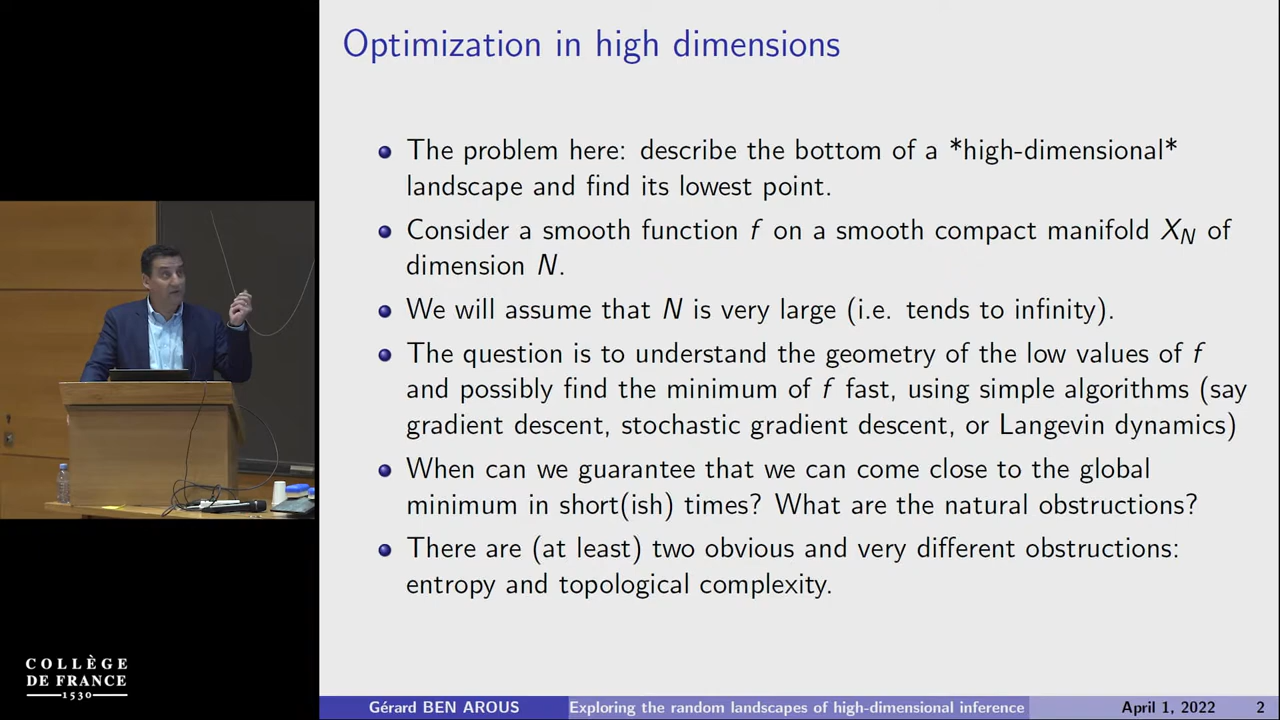 Optimization in high dimensions
The problem here: describe the bottom of a *high-dimensional*
landscape and find its lowest point.
Consider a smooth function f on a smooth compact manifold X_N of
dimension N.
We will assume that N is very large (i.e. tends to infinity).
The question is to understand the geometry of the low values of f
and possibly find the minimum of f fast, using simple algorithms (say
gradient descent, stochastic gradient descent, or Langevin dynamics)
When can we guarantee that we can come close to the global
minimum in short(ish) times? What are the natural obstructions?
There are (at least) two obvious and very different obstructions:
entropy and topological complexity.
COLLÈGE
DE FRANCE
1530
Gérard BEN AROUS Exploring the random landscapes of high-dimensional inference April 1, 2022 2